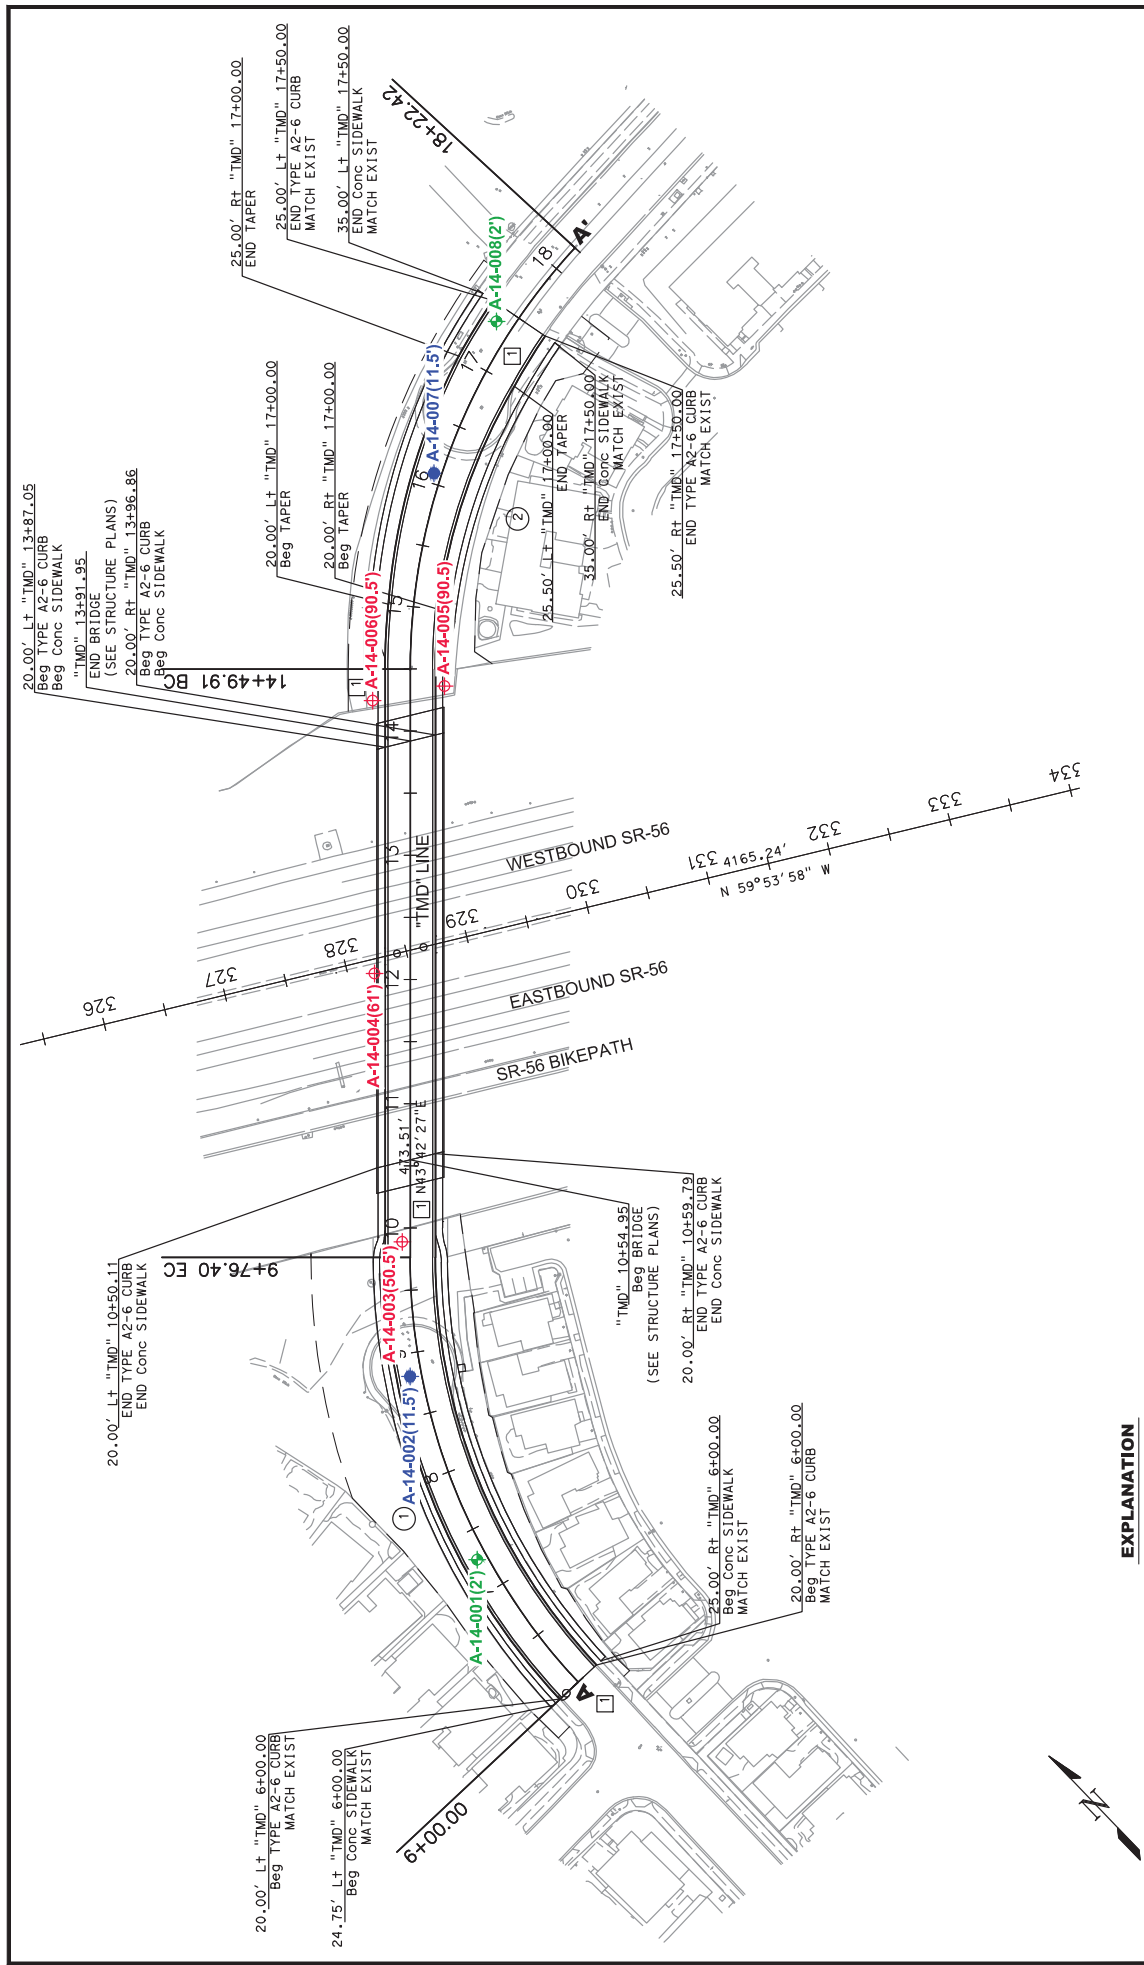 20.00' Lt "TMD" 6+00.00
Beg TYPE A2-6 CURB
MATCH EXIST
24.75' Lt "TMD" 6+00.00
Beg Conc SIDEWALK
MATCH EXIST
6+00.00
A
1
20.00' Lt "TMD" 10+50.11
END TYPE A2-6 CURB
END Conc SIDEWALK
9+76.40 EC
A-14-001(2')
1
A-14-002(11.5')
A-14-003(50.5')
A-14-004(61')
8
9
10
11
12
13
14
15
16
17
18
1
473.51'
N43°42'27"E
"TMD" LINE
25.00' Rt "TMD" 6+00.00
Beg Conc SIDEWALK
MATCH EXIST
20.00' Rt "TMD" 6+00.00
Beg TYPE A2-6 CURB
MATCH EXIST
"TMD" 10+54.95
Beg BRIDGE
(SEE STRUCTURE PLANS)
20.00' Rt "TMD" 10+59.79
END TYPE A2-6 CURB
END Conc SIDEWALK
SR-56 BIKEPATH
EASTBOUND SR-56
WESTBOUND SR-56
326
327
328
329
330
331
332
333
334
4165.24'
N 59°53'58" W
20.00' Lt "TMD" 13+87.05
Beg TYPE A2-6 CURB
Beg Conc SIDEWALK
"TMD" 13+91.95
END BRIDGE
(SEE STRUCTURE PLANS)
20.00' Rt "TMD" 13+96.86
Beg TYPE A2-6 CURB
Beg Conc SIDEWALK
14+49.91 BC
1
A-14-006(90.5')
A-14-005(90.5)
20.00' Lt "TMD" 17+00.00
Beg TAPER
20.00' Rt "TMD" 17+00.00
Beg TAPER
A-14-007(11.5')
A-14-008(2')
25.00' Rt "TMD" 17+00.00
END TAPER
25.00' Lt "TMD" 17+50.00
END TYPE A2-6 CURB
MATCH EXIST
35.00' Lt "TMD" 17+50.00
END Conc SIDEWALK
MATCH EXIST
18+22.42
A'
1
2
25.50' Lt "TMD" 17+00.00
END TAPER
35.00' Rt "TMD" 17+50.00
END Conc SIDEWALK
MATCH EXIST
25.50' Rt "TMD" 17+50.00
END TYPE A2-6 CURB
MATCH EXIST
N
EXPLANATION